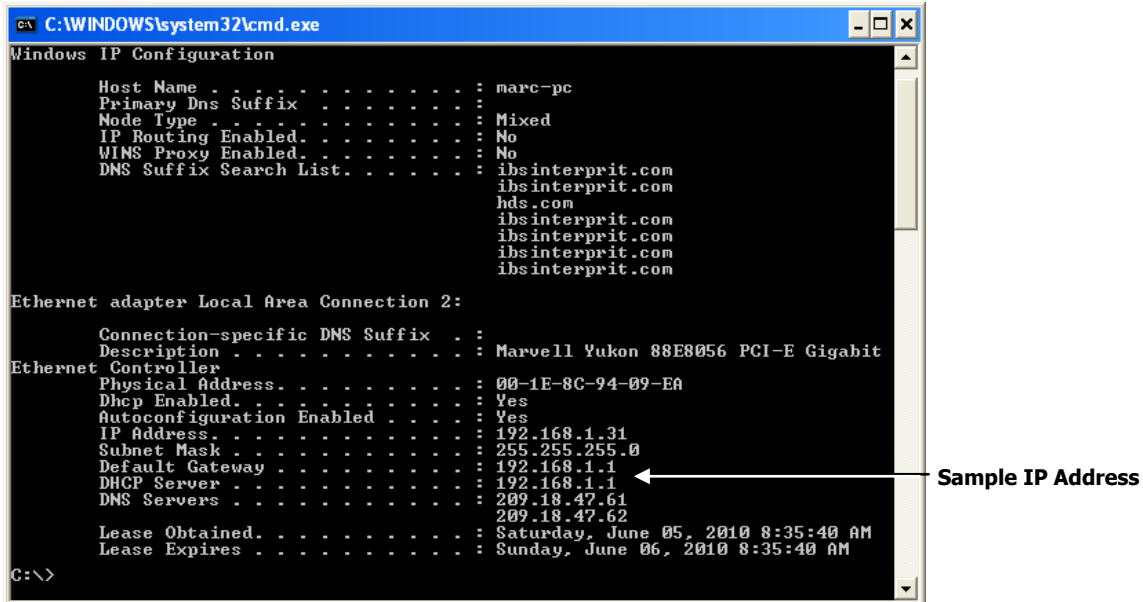 C:\WINDOWS\system32\cmd.exe
Windows IP Configuration
Host Name . . . . . . . . . . . . : marc-pc
Primary Dns Suffix  . . . . . . . :
Node Type . . . . . . . . . . . . : Mixed
IP Routing Enabled. . . . . . . . : No
WINS Proxy Enabled. . . . . . . . : No
DNS Suffix Search List. . . . . . : ibsinterprit.com
ibsinterprit.com
hds.com
ibsinterprit.com
ibsinterprit.com
ibsinterprit.com
ibsinterprit.com
Ethernet adapter Local Area Connection 2:
Connection-specific DNS Suffix  . :
Description . . . . . . . . . . . : Marvell Yukon 88E8056 PCI-E Gigabit
Ethernet Controller
Physical Address. . . . . . . . . : 00-1E-8C-94-09-EA
Dhcp Enabled. . . . . . . . . . . : Yes
Autoconfiguration Enabled . . . . : Yes
IP Address. . . . . . . . . . . . : 192.168.1.31
Subnet Mask . . . . . . . . . . . : 255.255.255.0
Default Gateway . . . . . . . . . : 192.168.1.1
DHCP Server . . . . . . . . . . . : 192.168.1.1
Sample IP Address
DNS Servers . . . . . . . . . . . : 209.18.47.61
209.18.47.62
Lease Obtained. . . . . . . . . . : Saturday, June 05, 2010 8:35:40 AM
Lease Expires . . . . . . . . . . : Sunday, June 06, 2010 8:35:40 AM
C:\>